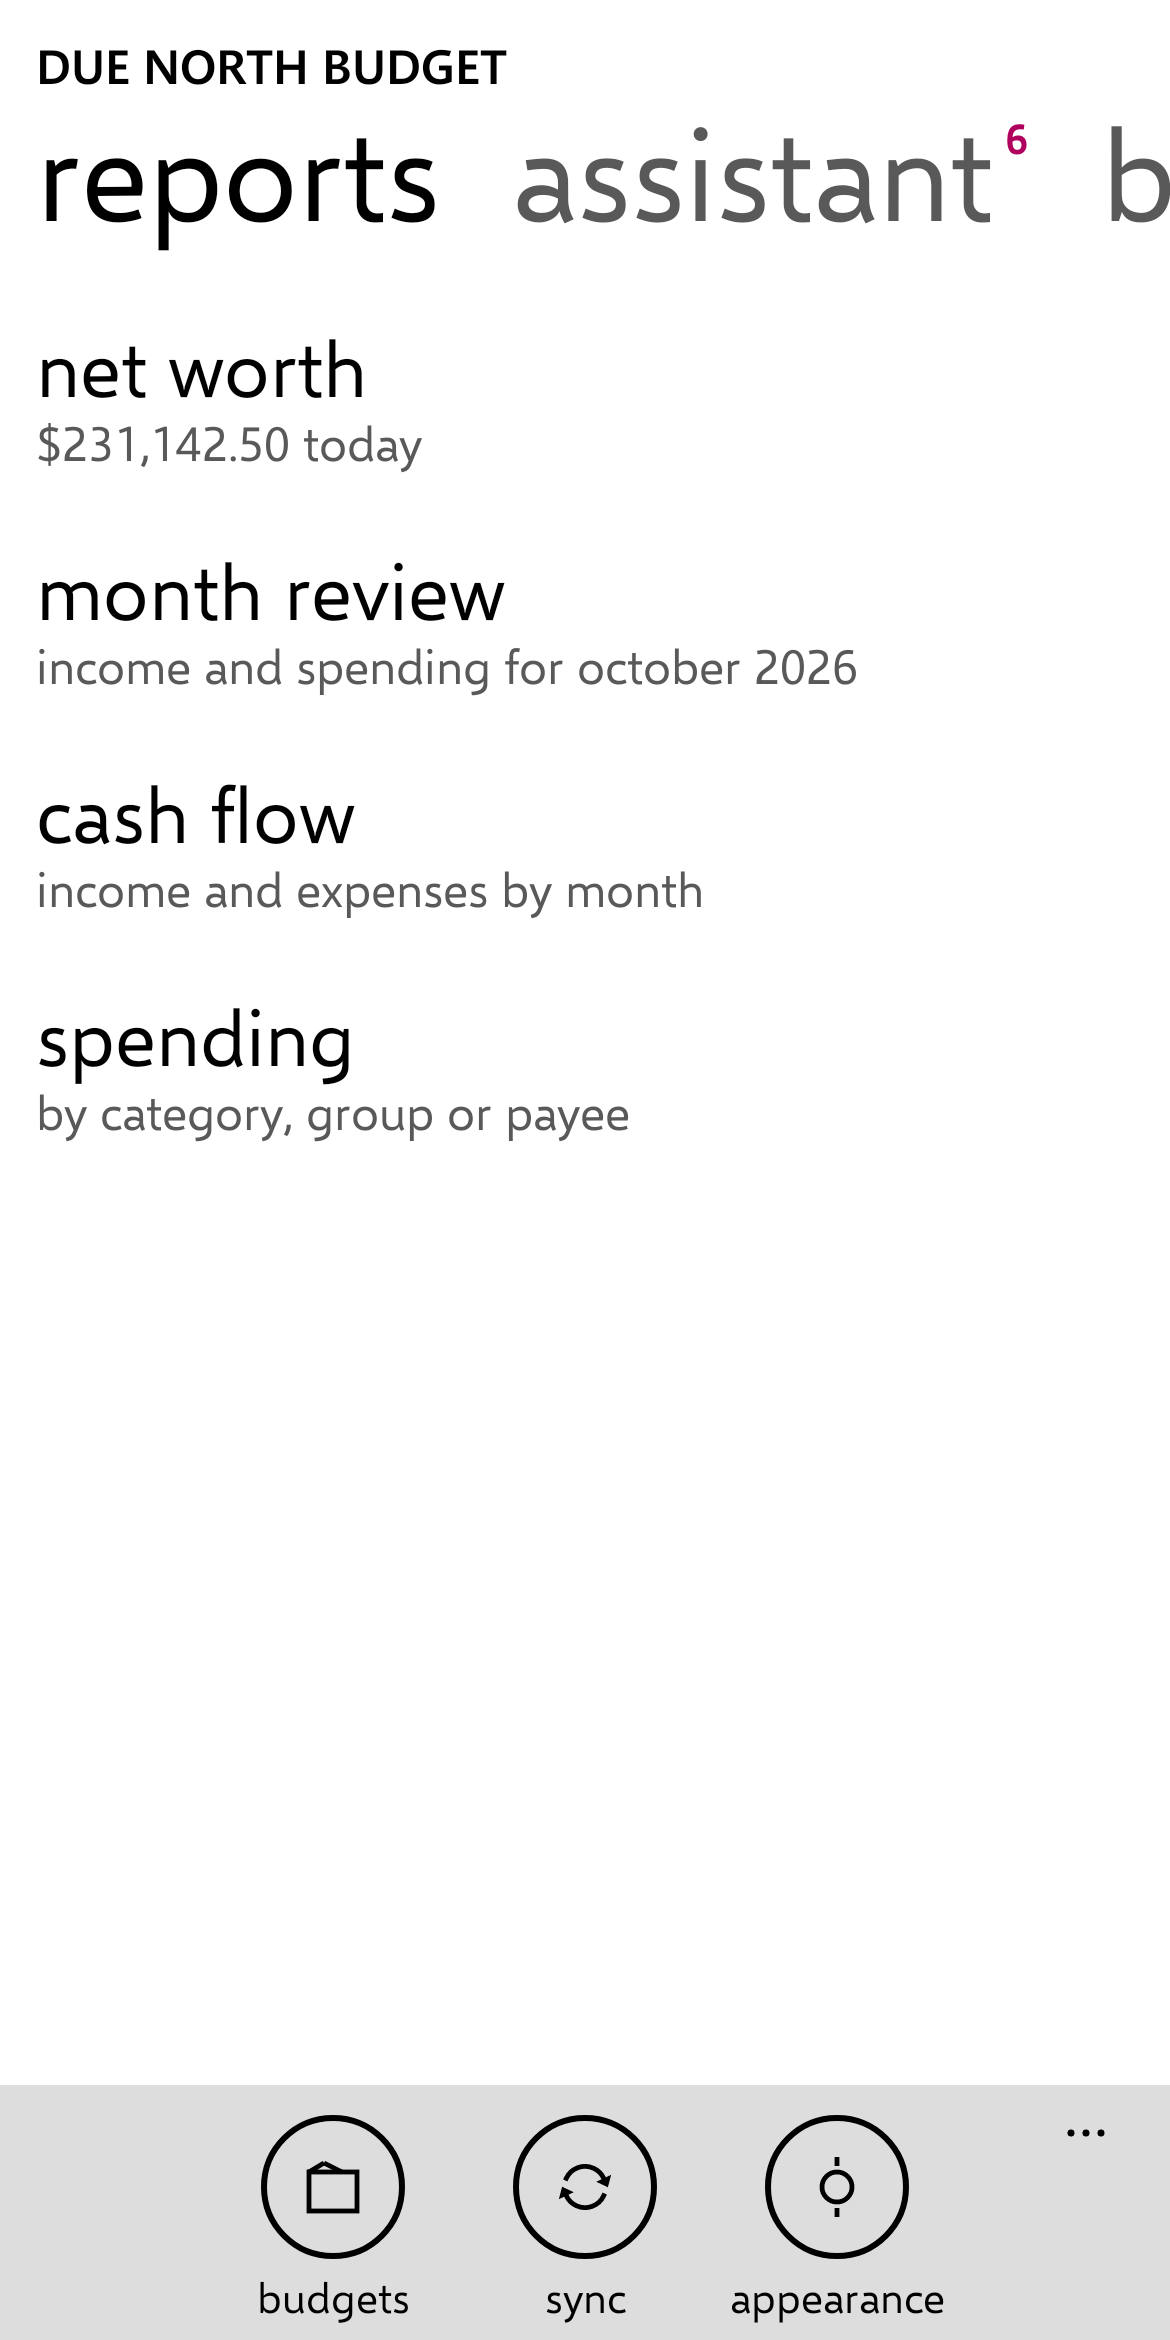 DUE NORTH BUDGET
reports assistant 6 b
net worth
$231,142.50 today
month review
income and spending for october 2026
cash flow
income and expenses by month
spending
by category, group or payee
...
budgets sync appearance